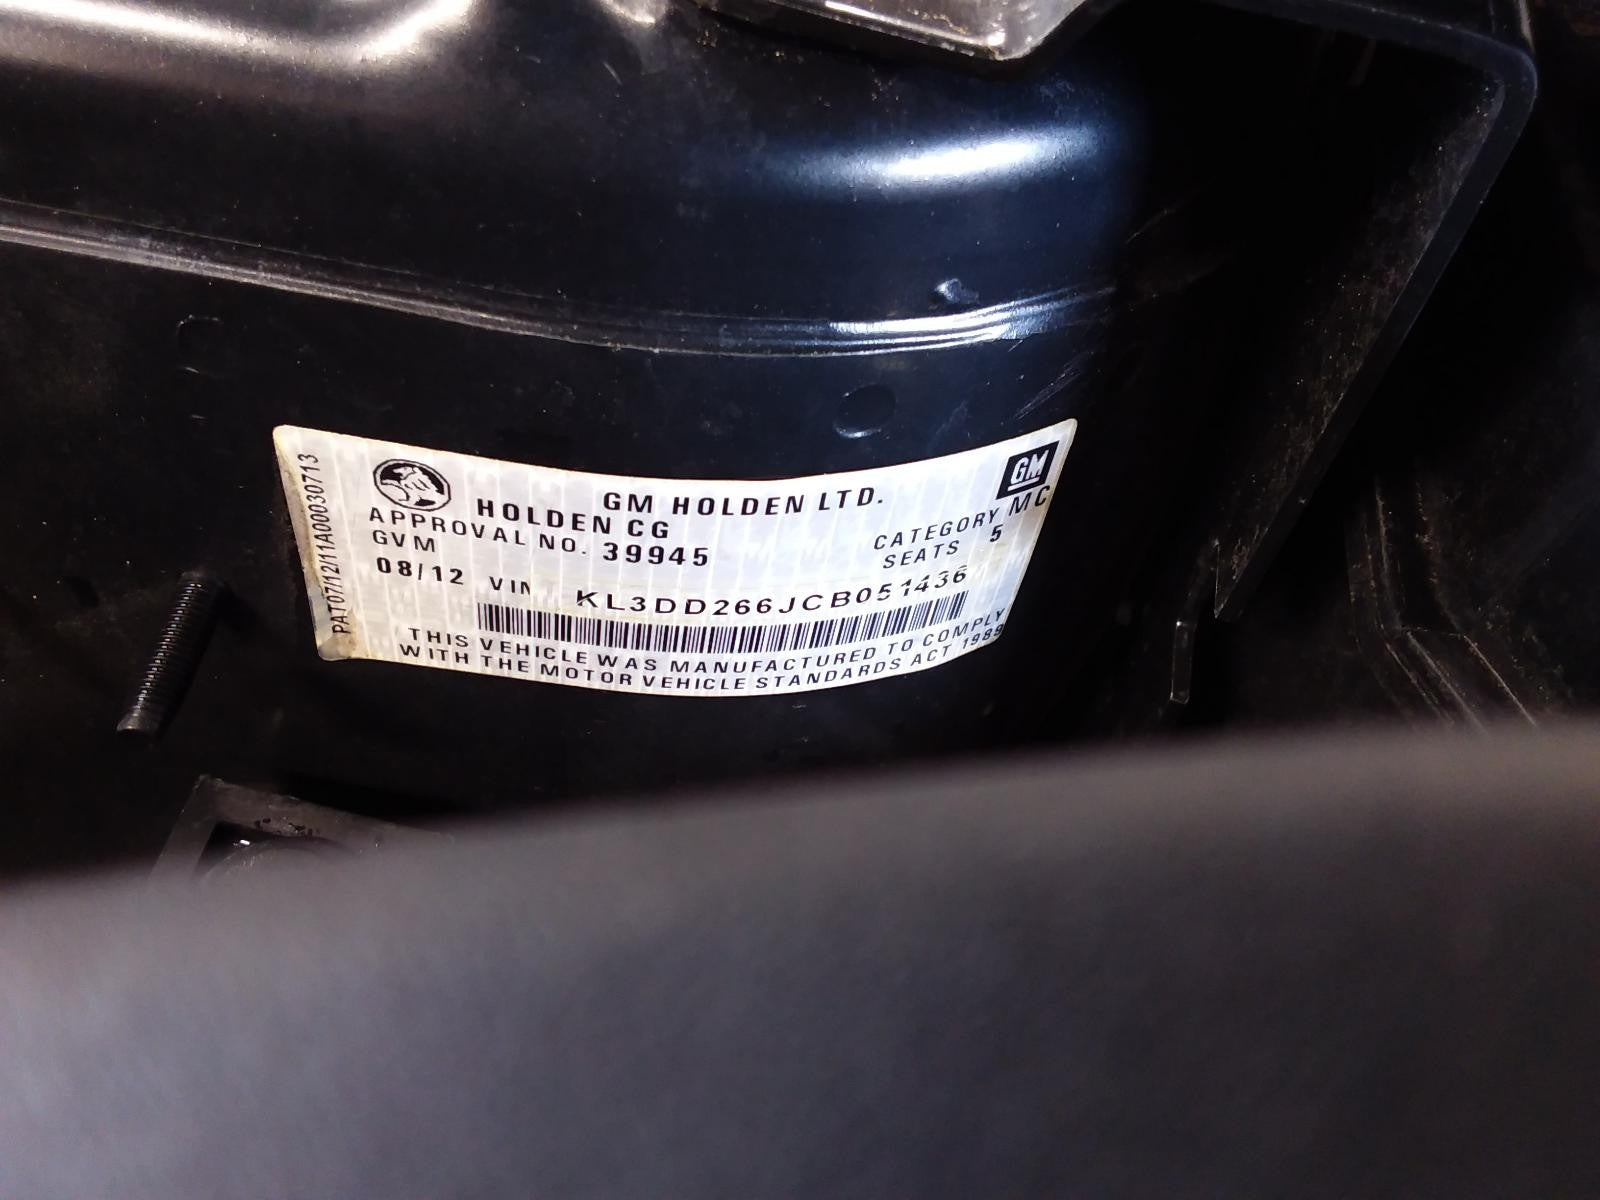 PAT07/12/11A00030713
GM
GM HOLDEN LTD.
HOLDEN CG
APPROVAL NO. 39945
CATEGORY MC
GVM
SEATS 5
08/12 VIN KL3DD266JCB051436
THIS VEHICLE WAS MANUFACTURED TO COMPLY
WITH THE MOTOR VEHICLE STANDARDS ACT 1989